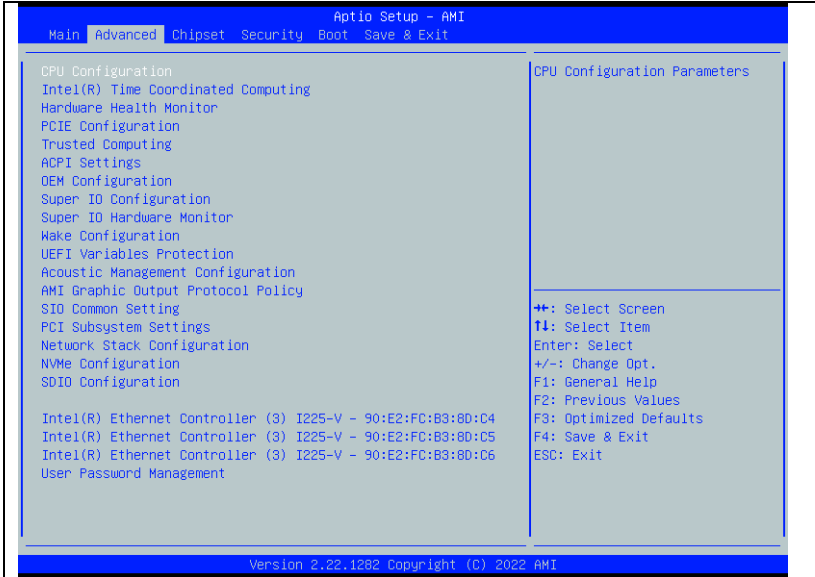 Aptio Setup - AMI
Main Advanced Chipset Security Boot Save & Exit
CPU Configuration
Intel(R) Time Coordinated Computing
Hardware Health Monitor
PCIE Configuration
Trusted Computing
ACPI Settings
OEM Configuration
Super IO Configuration
Super IO Hardware Monitor
Wake Configuration
UEFI Variables Protection
Acoustic Management Configuration
AMI Graphic Output Protocol Policy
SIO Common Setting
PCI Subsystem Settings
Network Stack Configuration
NVMe Configuration
SDIO Configuration
Intel(R) Ethernet Controller (3) I225-V - 90:E2:FC:B3:8D:C4
Intel(R) Ethernet Controller (3) I225-V - 90:E2:FC:B3:8D:C5
Intel(R) Ethernet Controller (3) I225-V - 90:E2:FC:B3:8D:C6
User Password Management
CPU Configuration Parameters
→←: Select Screen
↑↓: Select Item
Enter: Select
+/-: Change Opt.
F1: General Help
F2: Previous Values
F3: Optimized Defaults
F4: Save & Exit
ESC: Exit
Version 2.22.1282 Copyright (C) 2022 AMI